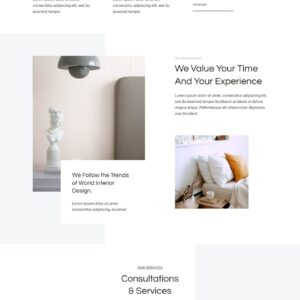 consectetur adipiscing elit, sed do
eiusmod tempor.
consectetur adipiscing elit, sed do
eiusmod tempor.
We Value Your Time
And Your Experience
Lorem ipsum dolor sit amet, consectetur adipiscing elit, sed
do eiusmod tempor incididunt ut labore et dolore magna
aliqua. Pellentesque elit ullamcorper dignissim cras.
We Follow the Trends
of World Interior
Design.
Lorem ipsum dolor sit amet,
consectetur adipiscing, eiusmod.
OUR SERVICES
Consultations
& Services